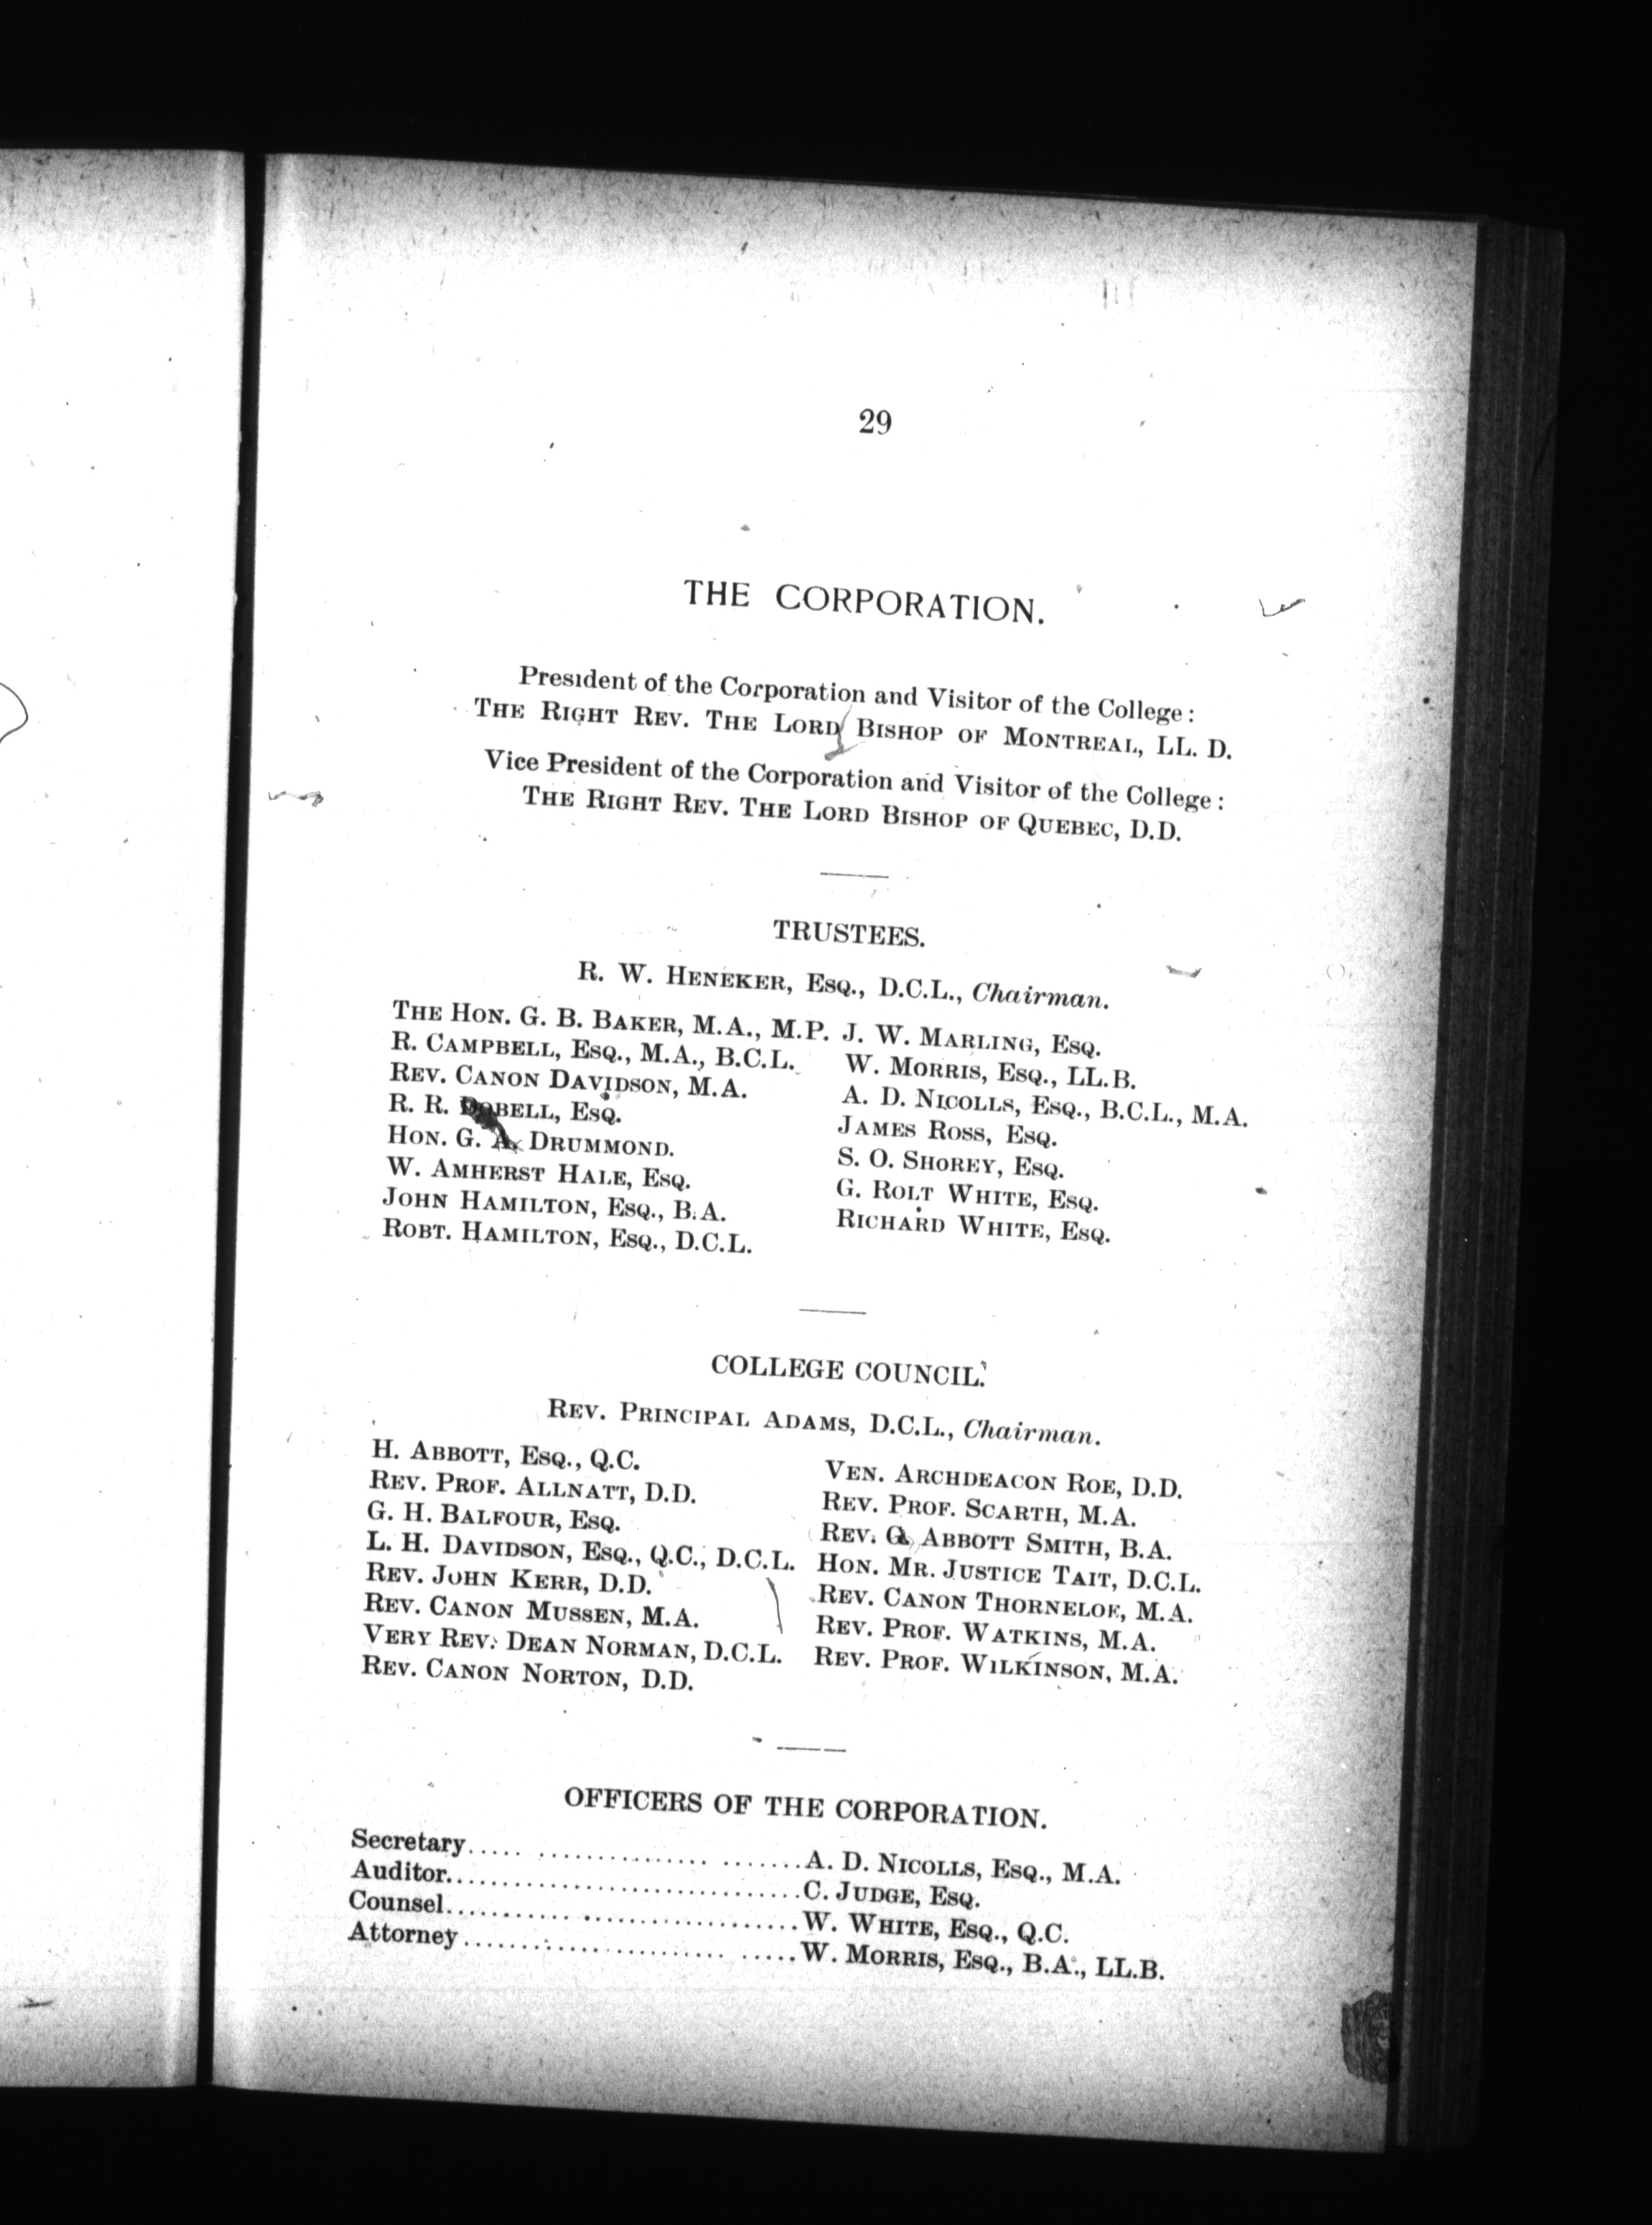 29
THE CORPORATION.
President of the Corporation and Visitor of the College:
THE RIGHT REV. THE LORD BISHOP OF MONTREAL, LL. D.
Vice President of the Corporation and Visitor of the College:
THE RIGHT REV. THE LORD BISHOP OF QUEBEC, D.D.
TRUSTEES.
R. W. HENEKER, ESQ., D.C.L., Chairman.
THE HON. G. B. BAKER, M.A., M.P.
R. CAMPBELL, ESQ., M.A., B.C.L.
REV. CANON DAVIDSON, M.A.
R. R. DOBELL, ESQ.
HON. G. A. DRUMMOND.
W. AMHERST HALE, ESQ.
JOHN HAMILTON, ESQ., B.A.
ROBT. HAMILTON, ESQ., D.C.L.
J. W. MARLING, ESQ.
W. MORRIS, ESQ., LL.B.
A. D. NICOLLS, ESQ., B.C.L., M.A.
JAMES ROSS, ESQ.
S. O. SHOREY, ESQ.
G. ROLT WHITE, ESQ.
RICHARD WHITE, ESQ.
COLLEGE COUNCIL.
REV. PRINCIPAL ADAMS, D.C.L., Chairman.
H. ABBOTT, ESQ., Q.C.
REV. PROF. ALLNATT, D.D.
G. H. BALFOUR, ESQ.
L. H. DAVIDSON, ESQ., Q.C., D.C.L.
REV. JOHN KERR, D.D.
REV. CANON MUSSEN, M.A.
VERY REV. DEAN NORMAN, D.C.L.
REV. CANON NORTON, D.D.
VEN. ARCHDEACON ROE, D.D.
REV. PROF. SCARTH, M.A.
REV. G. ABBOTT SMITH, B.A.
HON. MR. JUSTICE TAIT, D.C.L.
REV. CANON THORNELOE, M.A.
REV. PROF. WATKINS, M.A.
REV. PROF. WILKINSON, M.A.
OFFICERS OF THE CORPORATION.
Secretary..............................A. D. NICOLLS, ESQ., M.A.
Auditor................................C. JUDGE, ESQ.
Counsel................................W. WHITE, ESQ., Q.C.
Attorney...............................W. MORRIS, ESQ., B.A., LL.B.